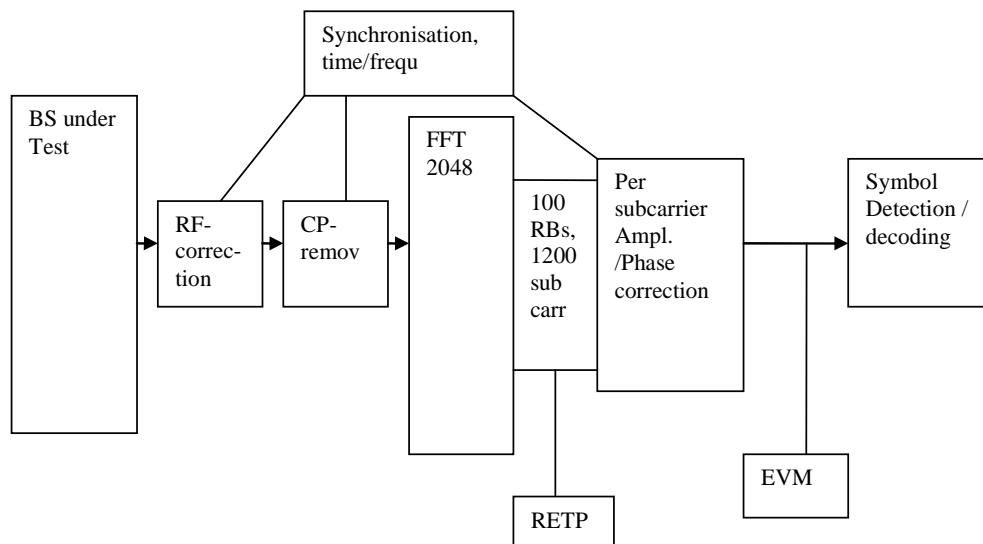 Synchronisation,
time/frequ
BS under
Test
FFT
2048
Per
subcarrier
Ampl.
/Phase
correction
Symbol
Detection /
decoding
RF-
correc-
tion
CP-
remov
100
RBs,
1200
sub
carr
EVM
RETP